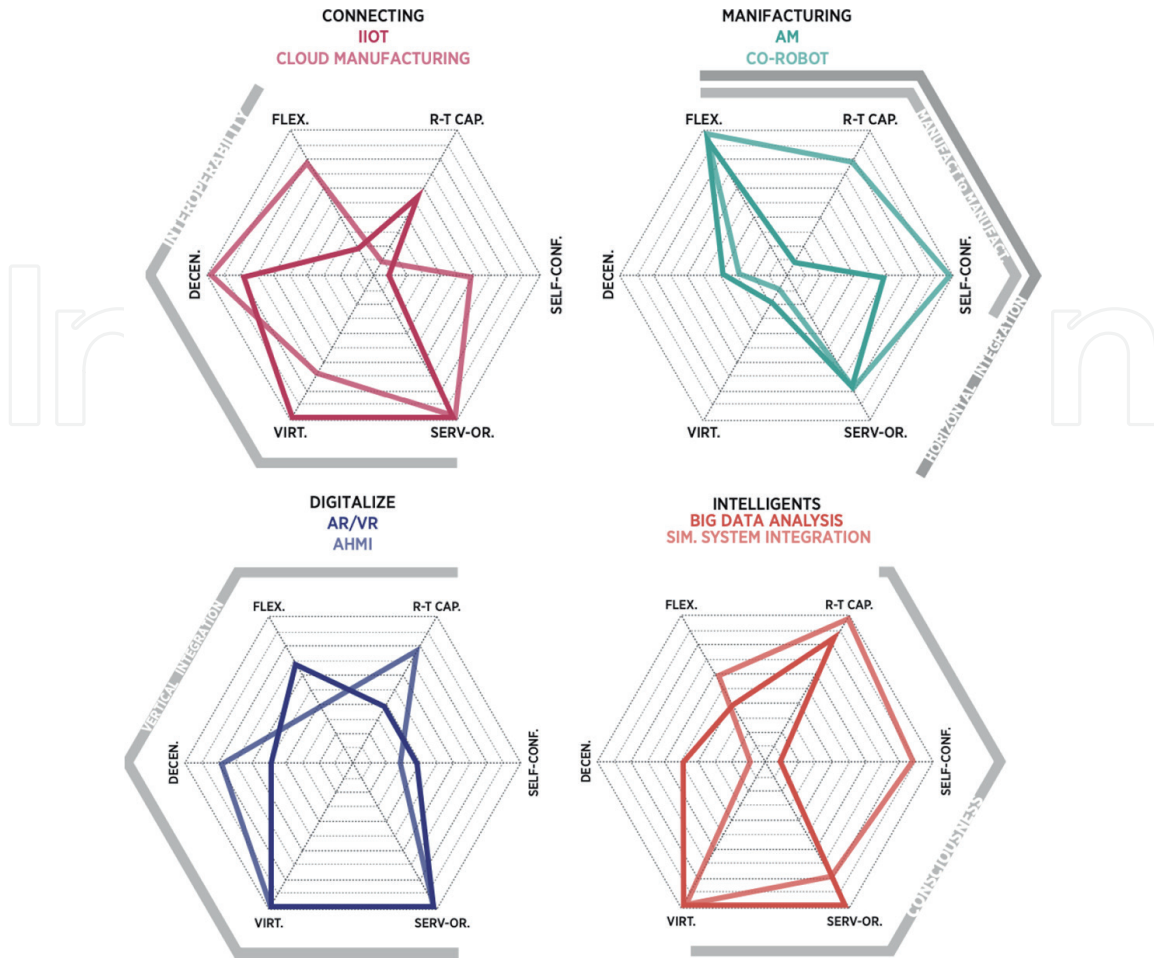 CONNECTING
IIOT
CLOUD MANUFACTURING
FLEX.
R-T CAP.
INTEROPERABILITY
DECEN.
SELF-CONF.
VIRT.
SERV-OR.
MANIFACTURING
AM
CO-ROBOT
FLEX.
R-T CAP.
MANUFACT to MANUFACT.
DECEN.
SELF-CONF.
HORIZONTAL INTEGRATION
VIRT.
SERV-OR.
DIGITALIZE
AR/VR
AHMI
FLEX.
R-T CAP.
VERTICAL INTEGRATION
DECEN.
SELF-CONF.
VIRT.
SERV-OR.
INTELLIGENTS
BIG DATA ANALYSIS
SIM. SYSTEM INTEGRATION
FLEX.
R-T CAP.
DECEN.
SELF-CONF.
CONSCIOUSNESS
VIRT.
SERV-OR.